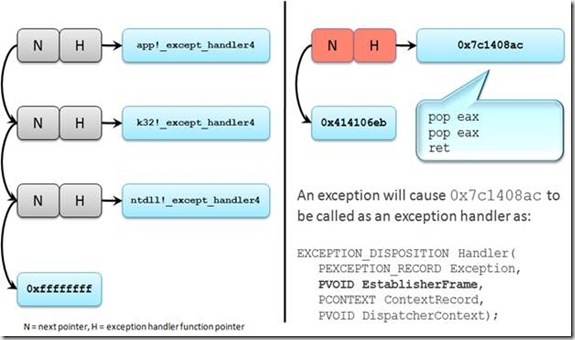 N H app!_except_handler4
N H k32!_except_handler4
N H ntdll!_except_handler4
0xffffffff
N = next pointer, H = exception handler function pointer
N H 0x7c1408ac
0x414106eb
pop eax
pop eax
ret
An exception will cause 0x7c1408ac to
be called as an exception handler as:
EXCEPTION_DISPOSITION Handler(
PEXCEPTION_RECORD Exception,
PVOID EstablisherFrame,
PCONTEXT ContextRecord,
PVOID DispatcherContext);